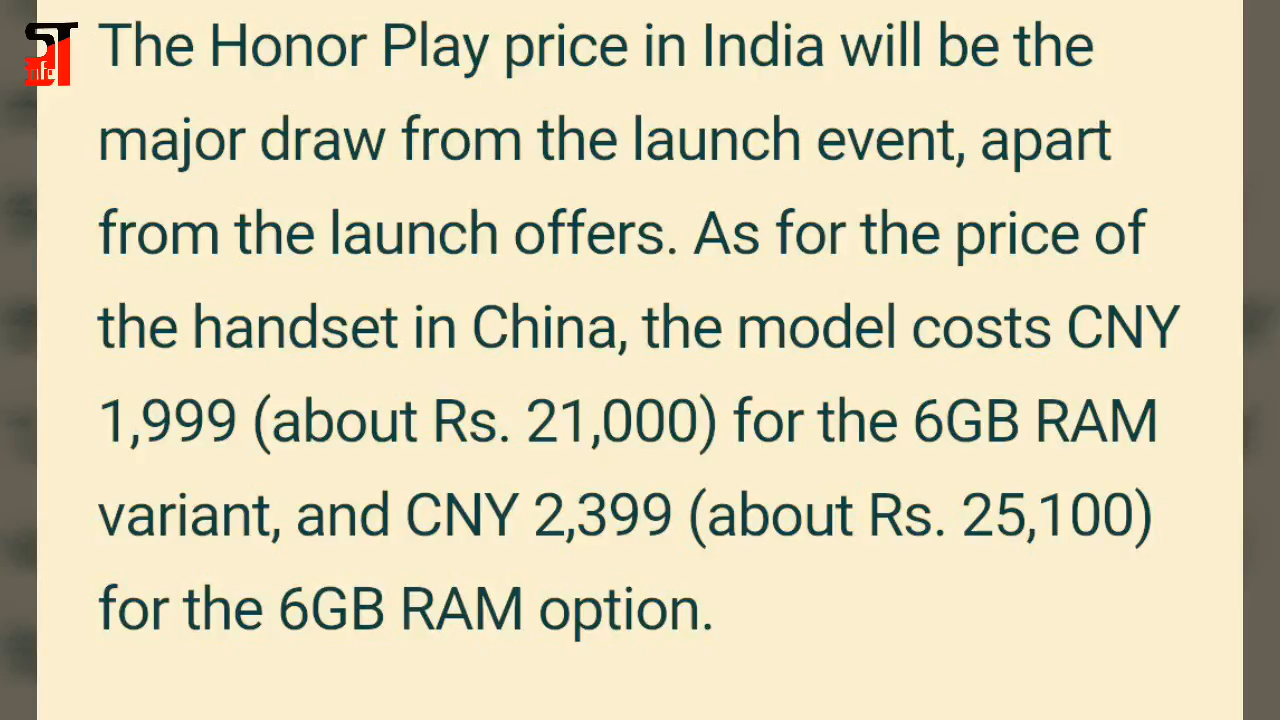 The Honor Play price in India will be the
major draw from the launch event, apart
from the launch offers. As for the price of
the handset in China, the model costs CNY
1,999 (about Rs. 21,000) for the 6GB RAM
variant, and CNY 2,399 (about Rs. 25,100)
for the 6GB RAM option.